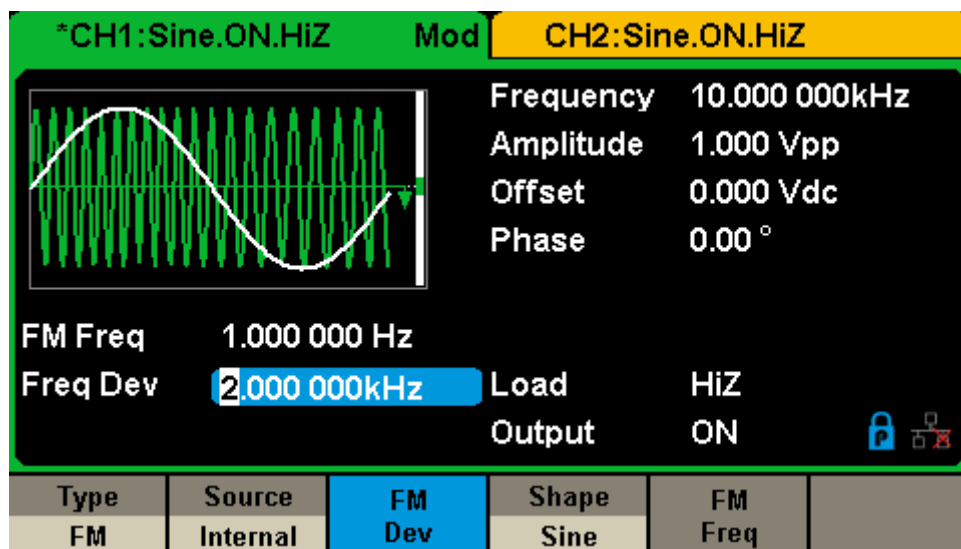 *CH1:Sine.ON.HiZ Mod CH2:Sine.ON.HiZ
Frequency 10.000 000kHz
Amplitude 1.000 Vpp
Offset 0.000 Vdc
Phase 0.00 °
FM Freq 1.000 000 Hz
Freq Dev 2.000 000kHz Load HiZ
Output ON
P
Type Source FM Shape FM
FM Internal Dev Sine Freq